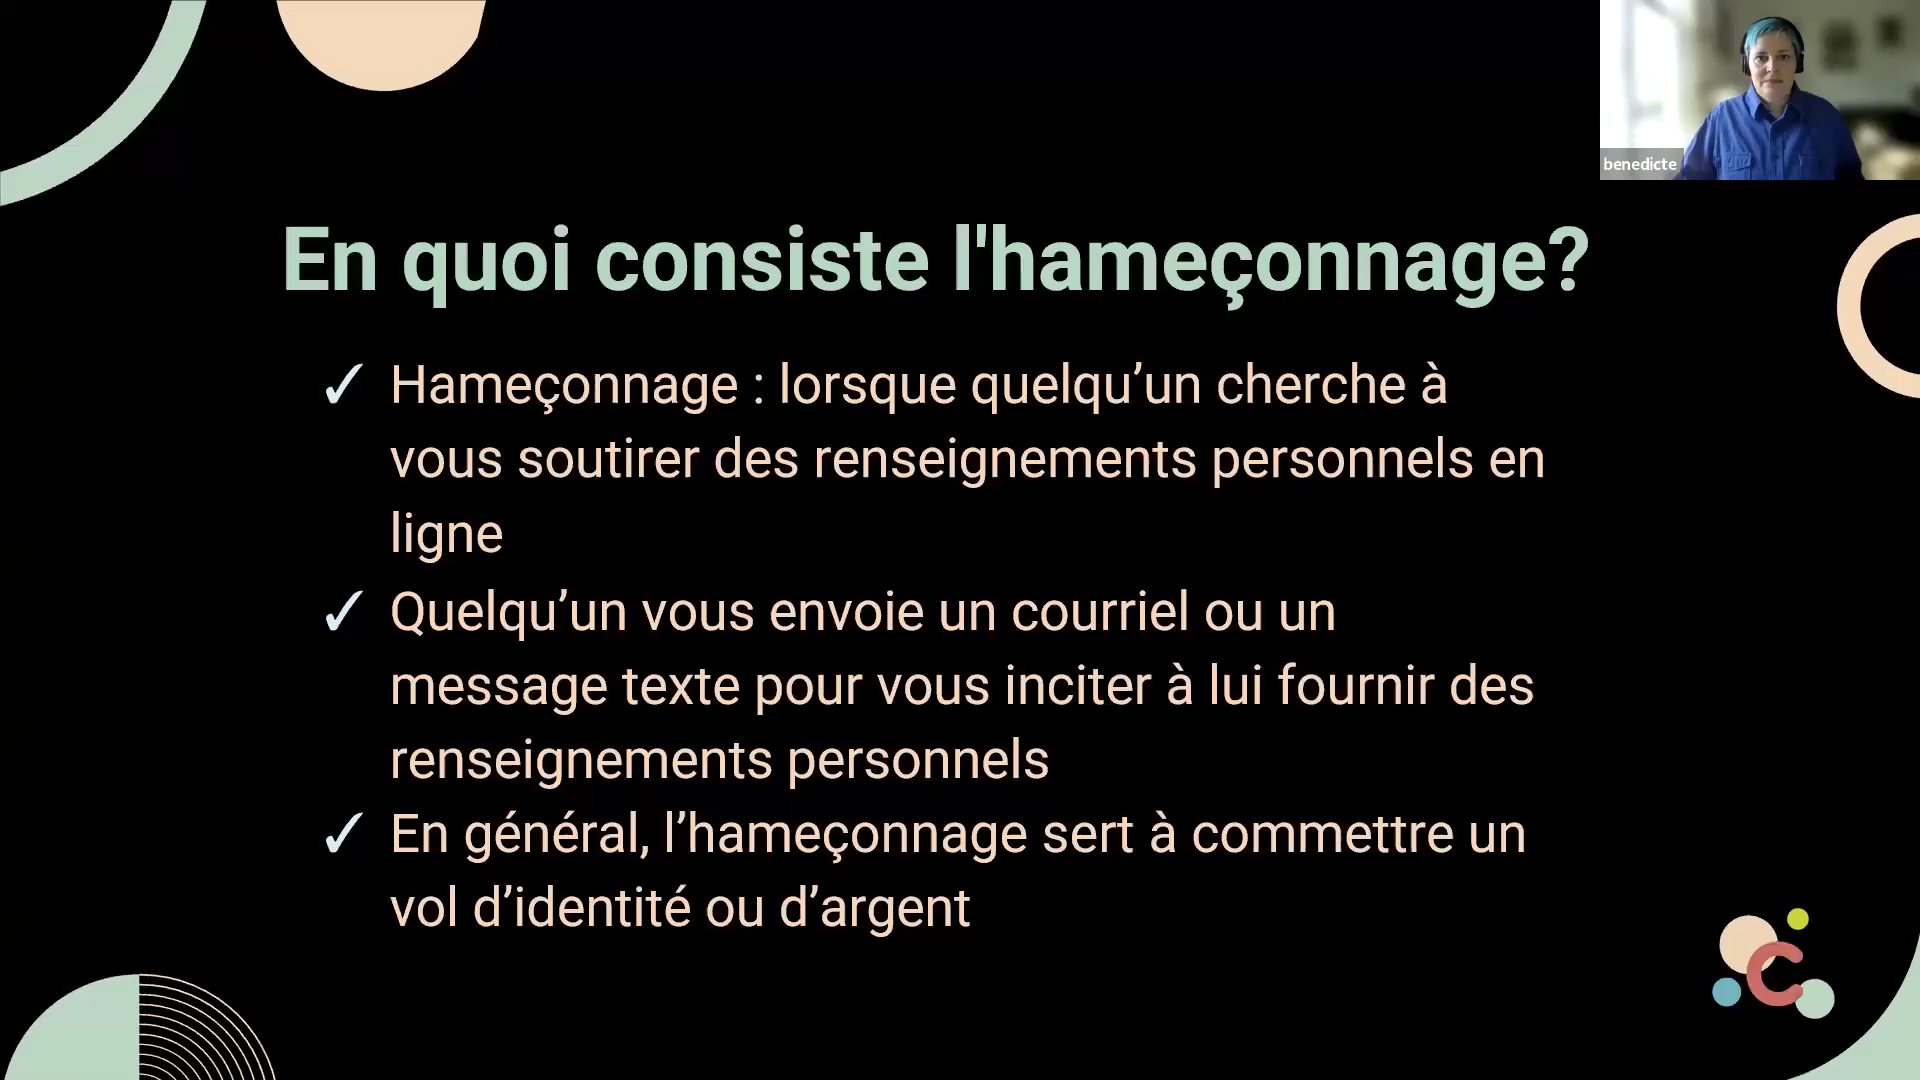 benedicte
En quoi consiste l'hameçonnage?
✓ Hameçonnage : lorsque quelqu’un cherche à
vous soutirer des renseignements personnels en
ligne
✓ Quelqu’un vous envoie un courriel ou un
message texte pour vous inciter à lui fournir des
renseignements personnels
✓ En général, l’hameçonnage sert à commettre un
vol d’identité ou d’argent